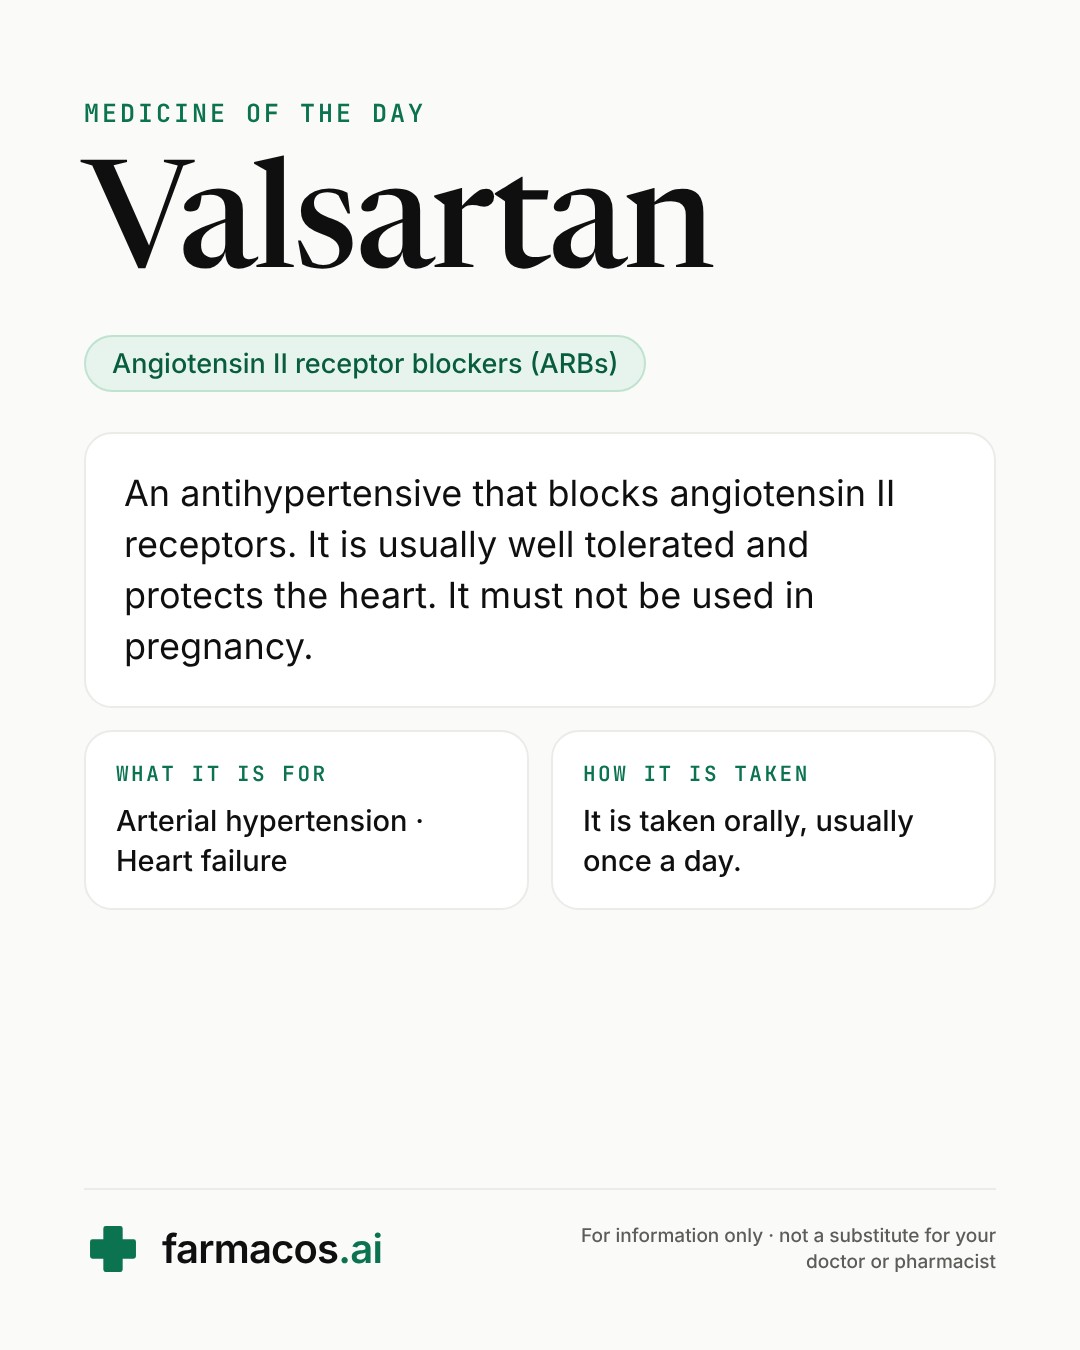 MEDICINE OF THE DAY
Valsartan
Angiotensin II receptor blockers (ARBs)
An antihypertensive that blocks angiotensin II
receptors. It is usually well tolerated and
protects the heart. It must not be used in
pregnancy.
WHAT IT IS FOR
Arterial hypertension ·
Heart failure
HOW IT IS TAKEN
It is taken orally, usually
once a day.
farmacos.ai
For information only · not a substitute for your
doctor or pharmacist